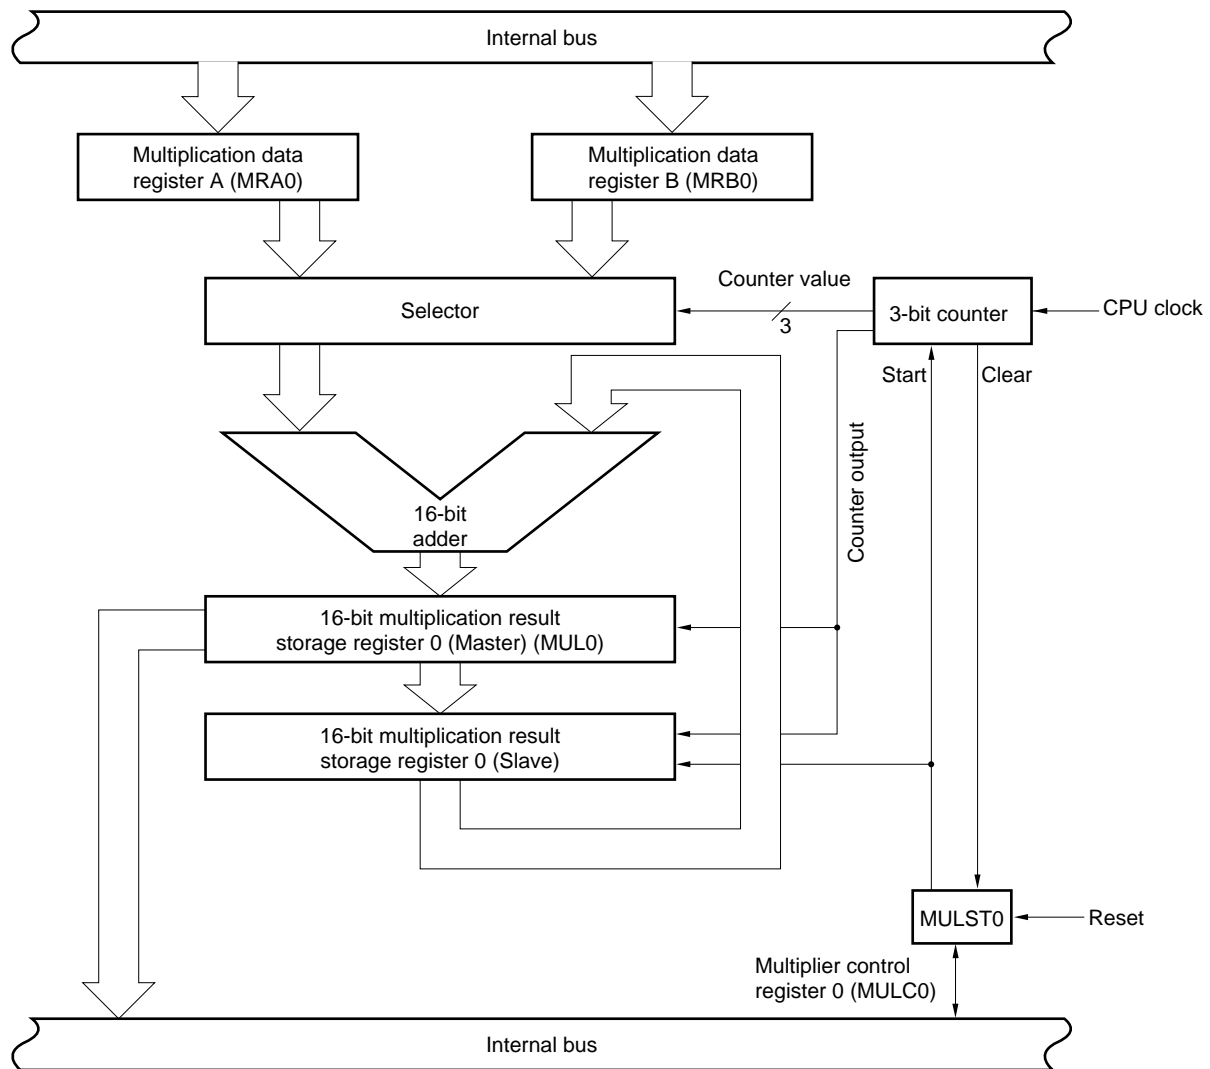 Internal bus
Multiplication data
register A (MRA0)
Multiplication data
register B (MRB0)
Selector
Counter value
3
3-bit counter
CPU clock
Start
Clear
Counter output
16-bit
adder
16-bit multiplication result
storage register 0 (Master) (MUL0)
16-bit multiplication result
storage register 0 (Slave)
MULST0
Reset
Multiplier control
register 0 (MULC0)
Internal bus